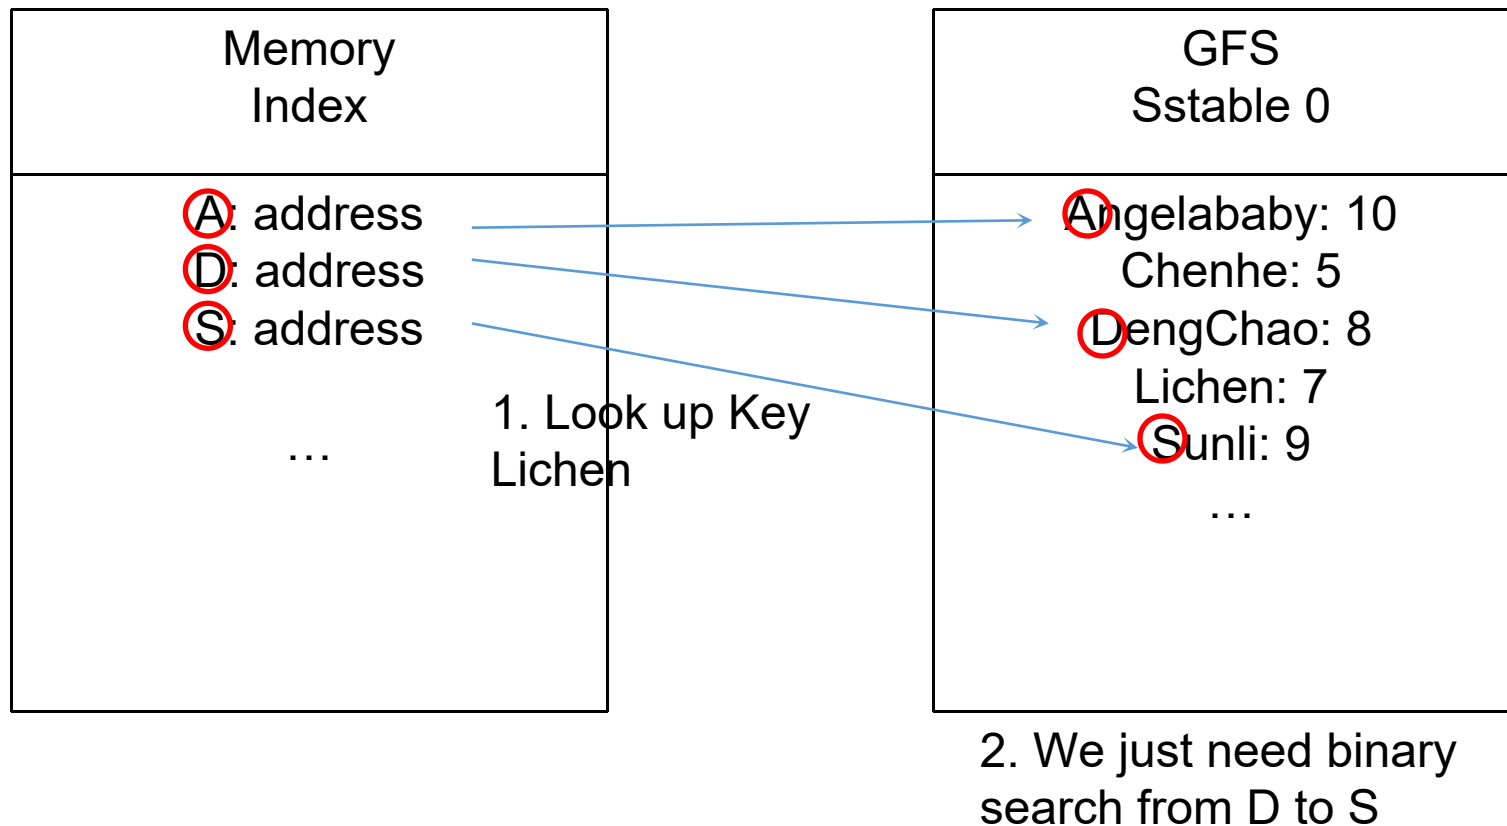 Memory
Index
A: address
D: address
S: address
…
1. Look up Key
Lichen
GFS
Sstable 0
Angelababy: 10
Chenhe: 5
DengChao: 8
Lichen: 7
Sunli: 9
…
2. We just need binary
search from D to S